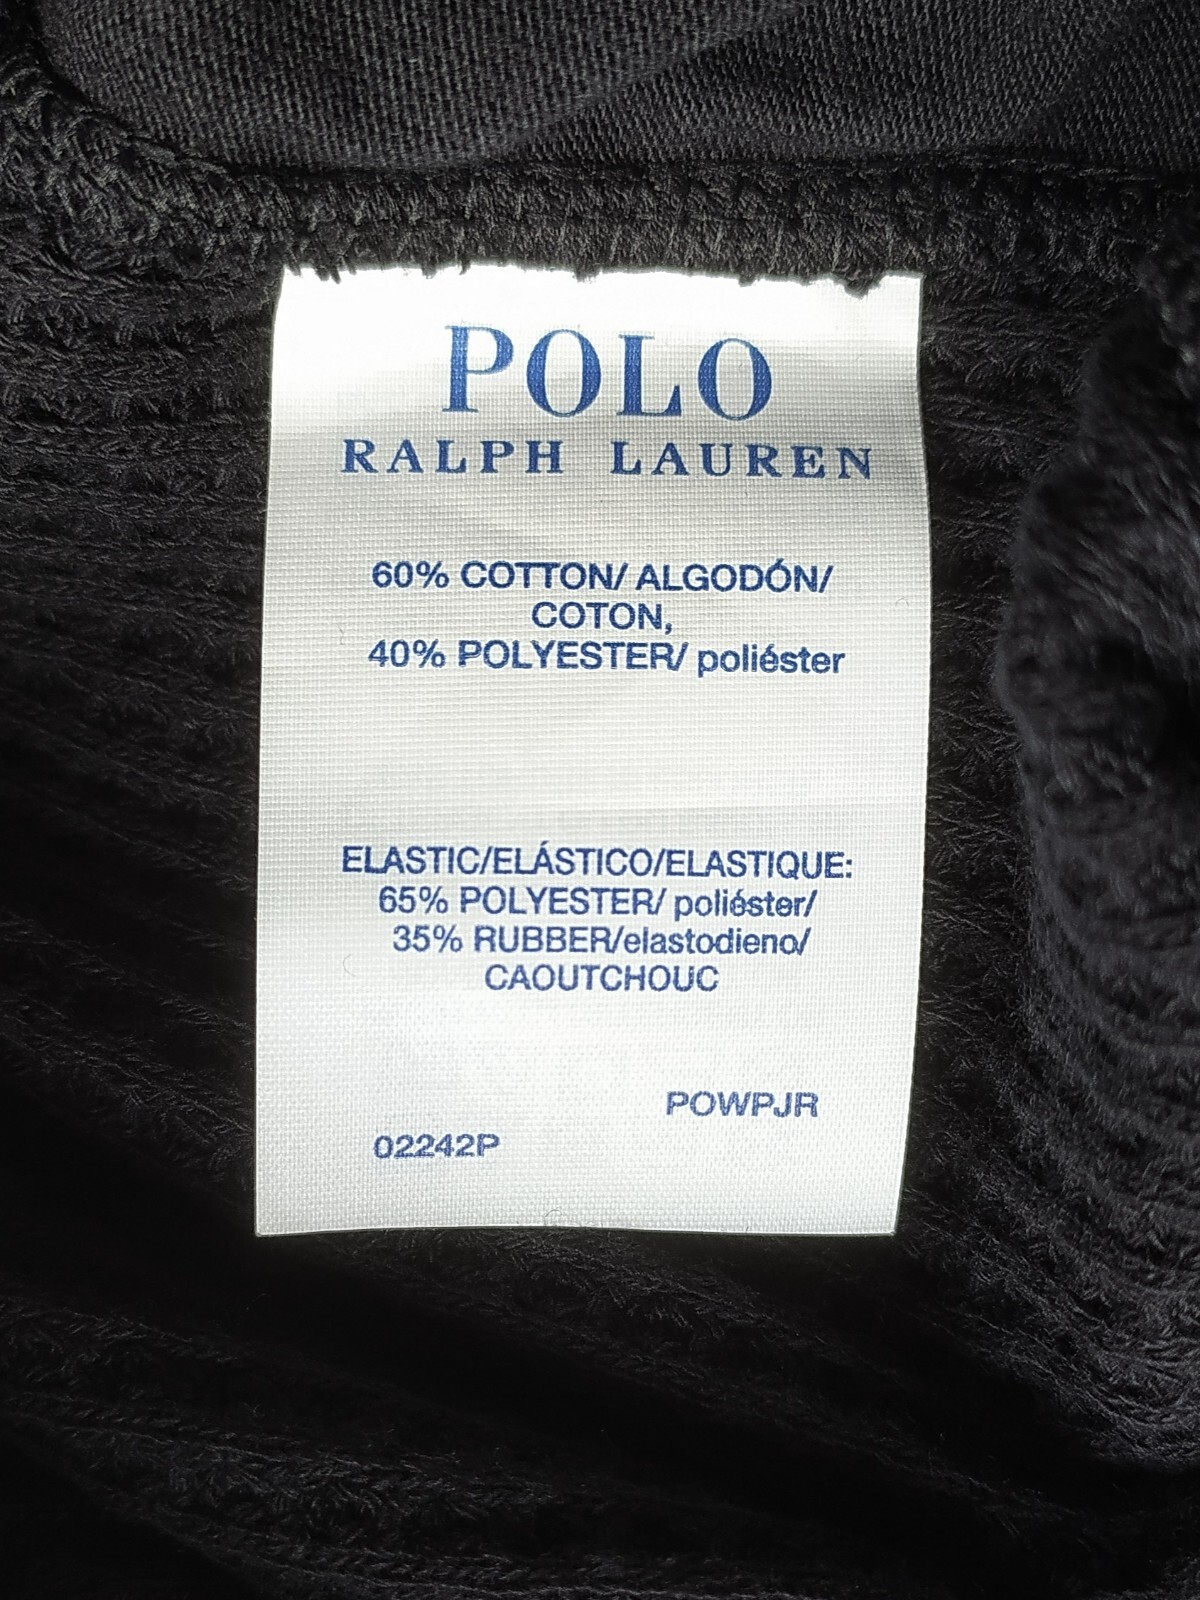 POLO
RALPH LAUREN
60% COTTON/ ALGODÓN/
COTON,
40% POLYESTER/ poliéster
ELASTIC/ELÁSTICO/ELASTIQUE:
65% POLYESTER/ poliéster/
35% RUBBER/elastodieno/
CAOUTCHOUC
POWPJR
02242P